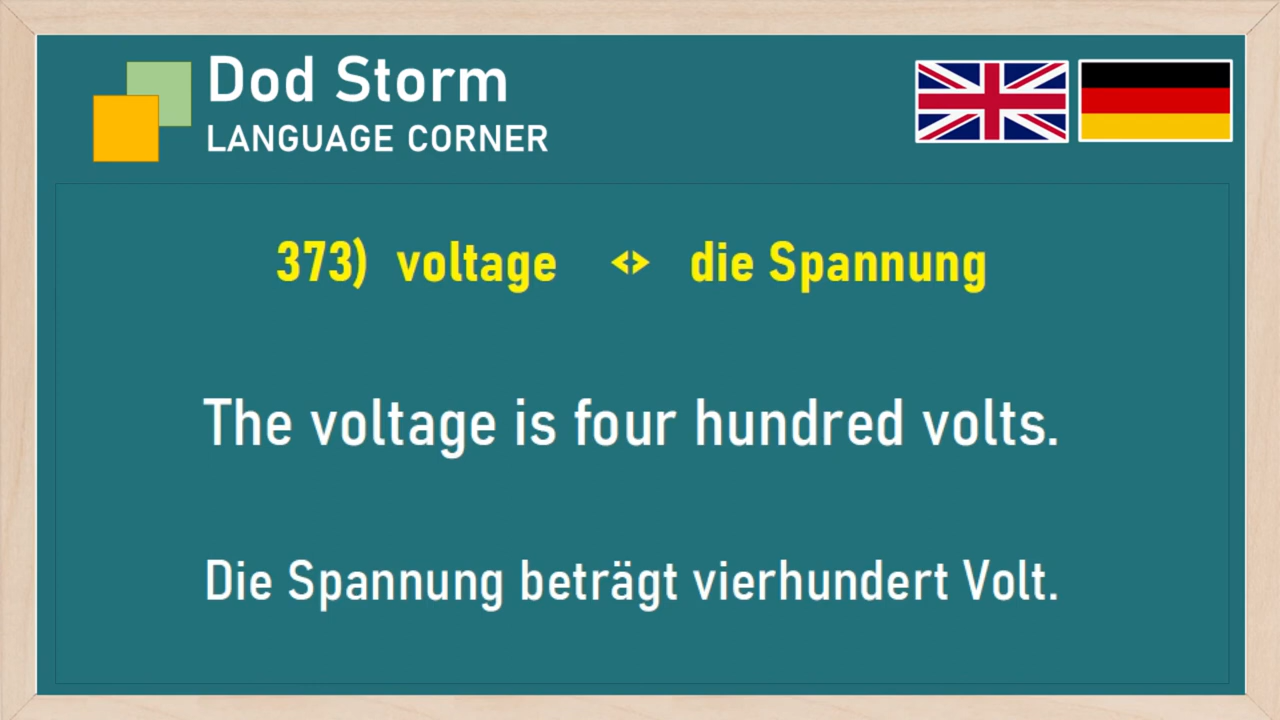 Dod Storm
LANGUAGE CORNER
373) voltage <> die Spannung
The voltage is four hundred volts.
Die Spannung beträgt vierhundert Volt.